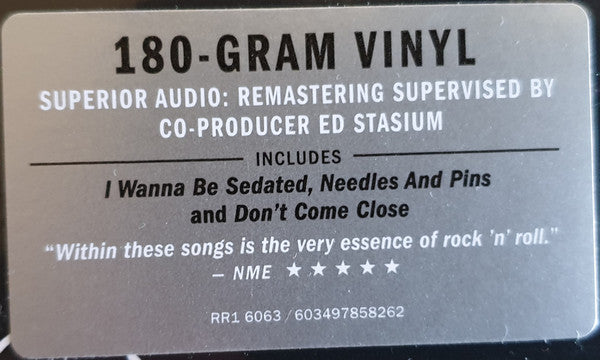 180-GRAM VINYL
SUPERIOR AUDIO: REMASTERING SUPERVISED BY
CO-PRODUCER ED STASIUM
INCLUDES
I Wanna Be Sedated, Needles And Pins
and Don't Come Close
“Within these songs is the very essence of rock 'n' roll.”
– NME ★ ★ ★ ★ ★
RR1 6063 / 603497858262